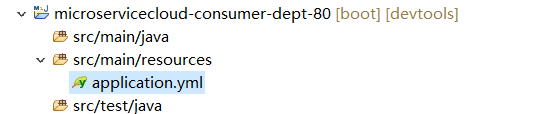 microservicecloud-consumer-dept-80 [boot] [devtools]
src/main/java
src/main/resources
application.yml
src/test/java